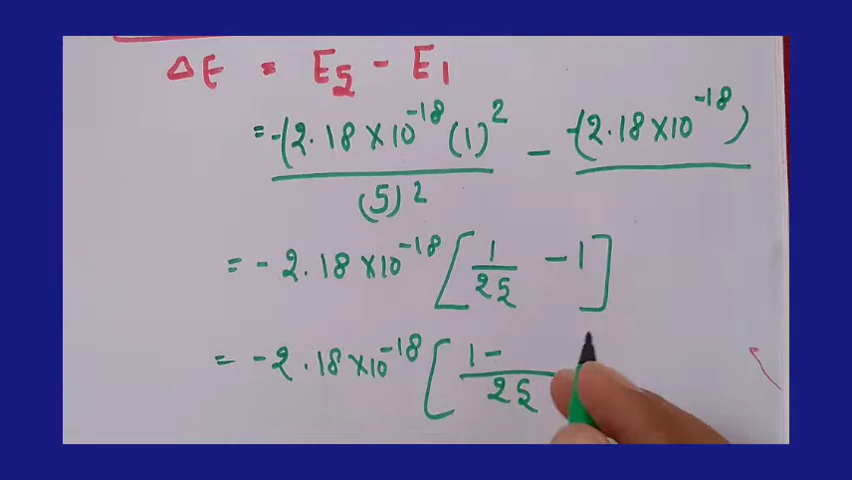 ΔE = E5 - E1
= -(2.18×10^-18 (1)^2 / (5)^2 - -(2.18×10^-18)
= -2.18×10^-18 [1/25 - 1]
= -2.18×10^-18 [1- / 25